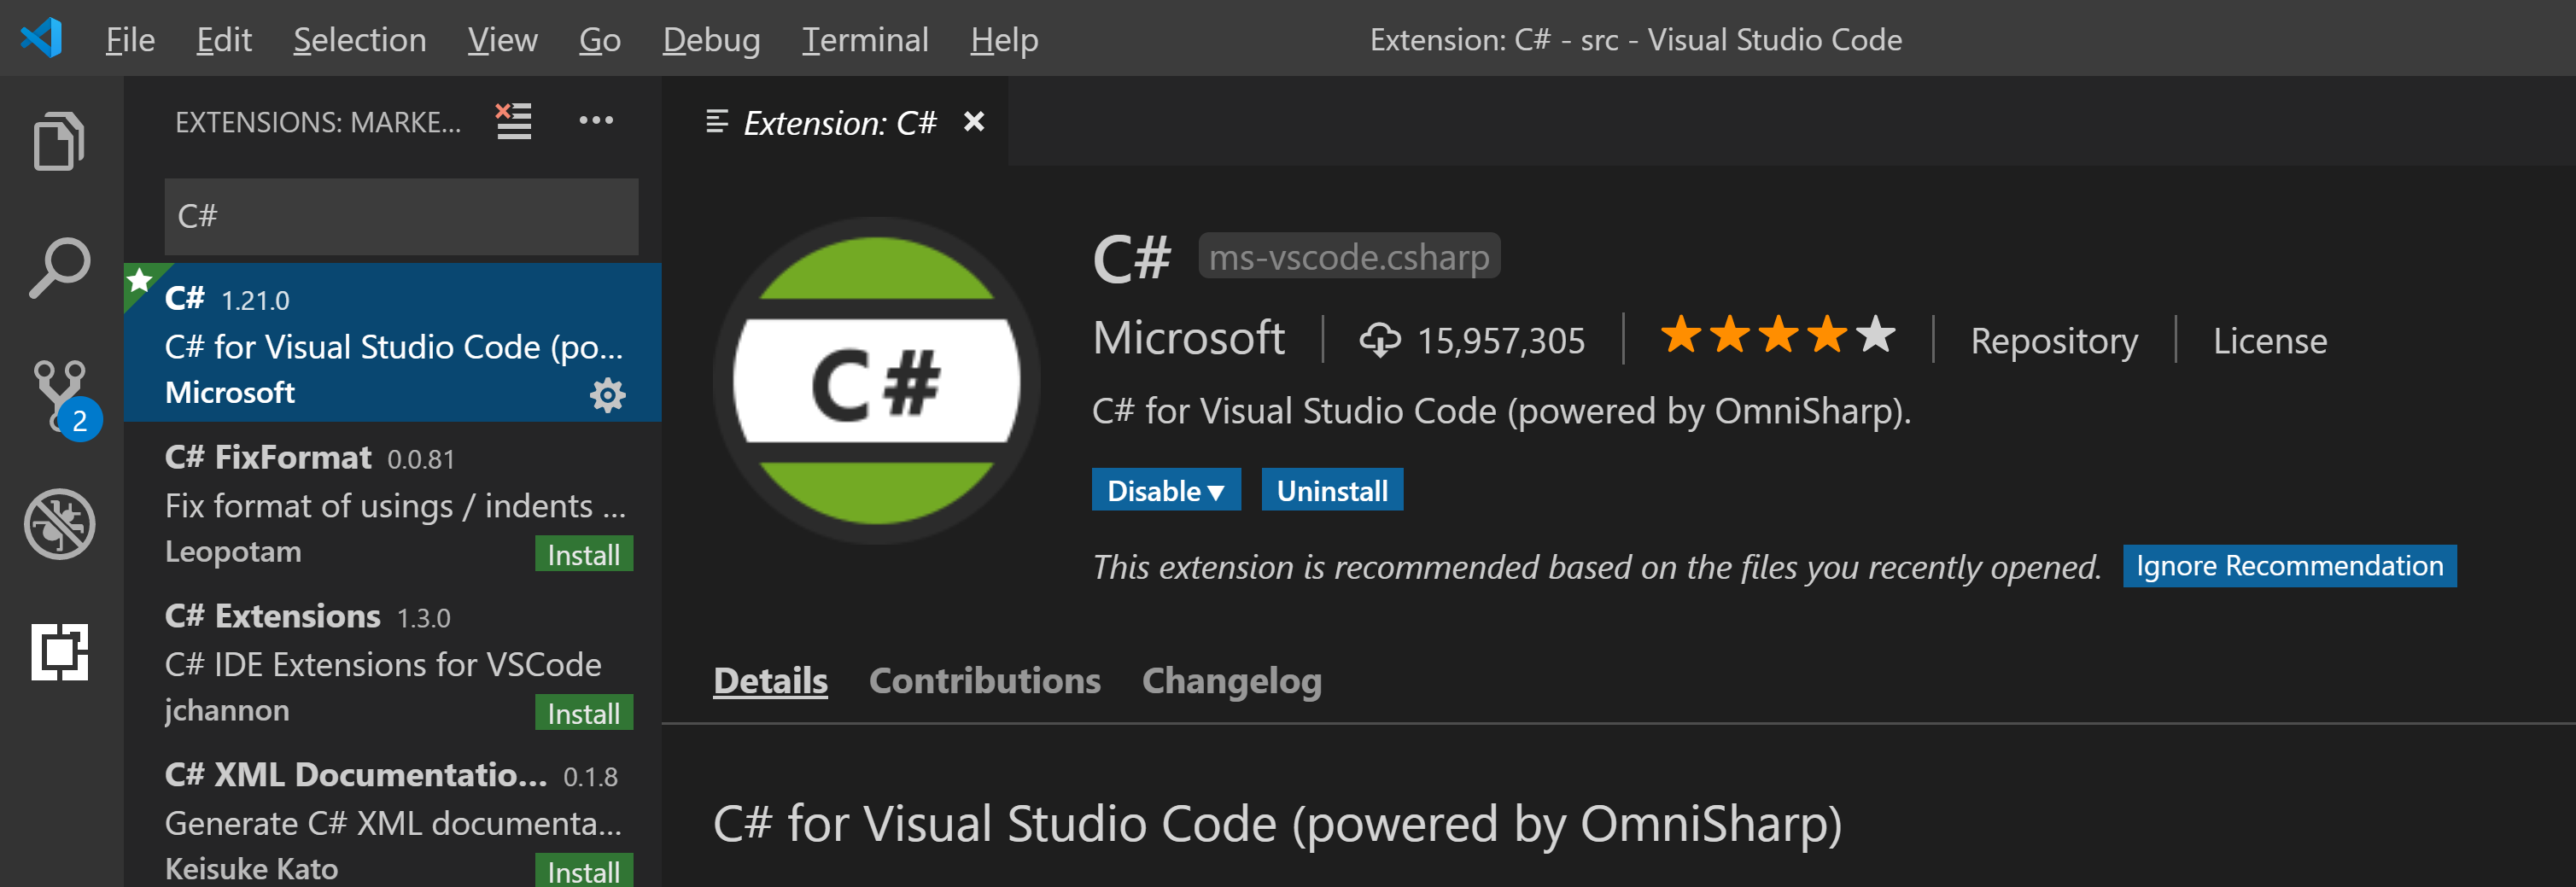 File Edit Selection View Go Debug Terminal Help Extension: C# - src - Visual Studio Code
EXTENSIONS: MARKE...
Extension: C#
C#
C# 1.21.0
C# for Visual Studio Code (po...
Microsoft
C# FixFormat 0.0.81
Fix format of usings / indents ...
Leopotam Install
C# Extensions 1.3.0
C# IDE Extensions for VSCode
jchannon Install
C# XML Documentatio... 0.1.8
Generate C# XML documenta...
Keisuke Kato Install
2
C#
C# ms-vscode.csharp
Microsoft 15,957,305 Repository License
C# for Visual Studio Code (powered by OmniSharp).
Disable Uninstall
This extension is recommended based on the files you recently opened. Ignore Recommendation
Details Contributions Changelog
C# for Visual Studio Code (powered by OmniSharp)